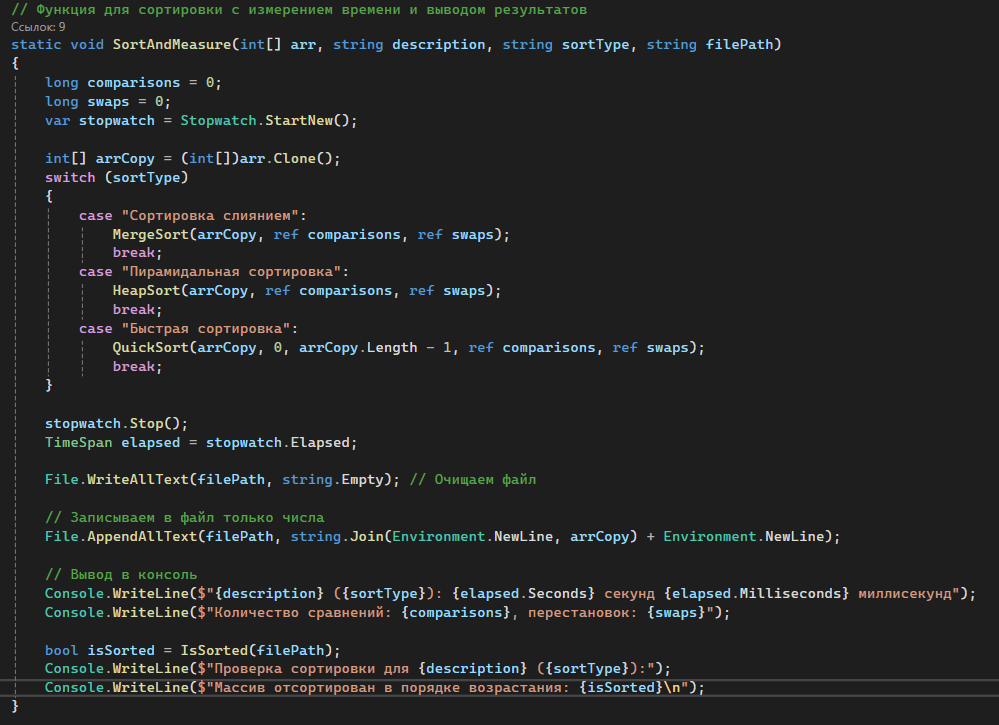 // Функция для сортировки с измерением времени и выводом результатов
Ссылок: 9
static void SortAndMeasure(int[] arr, string description, string sortType, string filePath)
{
    long comparisons = 0;
    long swaps = 0;
    var stopwatch = Stopwatch.StartNew();

    int[] arrCopy = (int[])arr.Clone();
    switch (sortType)
    {
        case "Сортировка слиянием":
            MergeSort(arrCopy, ref comparisons, ref swaps);
            break;
        case "Пирамидальная сортировка":
            HeapSort(arrCopy, ref comparisons, ref swaps);
            break;
        case "Быстрая сортировка":
            QuickSort(arrCopy, 0, arrCopy.Length - 1, ref comparisons, ref swaps);
            break;
    }

    stopwatch.Stop();
    TimeSpan elapsed = stopwatch.Elapsed;

    File.WriteAllText(filePath, string.Empty); // Очищаем файл

    // Записываем в файл только числа
    File.AppendAllText(filePath, string.Join(Environment.NewLine, arrCopy) + Environment.NewLine);

    // Вывод в консоль
    Console.WriteLine($"{description} ({sortType}): {elapsed.Seconds} секунд {elapsed.Milliseconds} миллисекунд");
    Console.WriteLine($"Количество сравнений: {comparisons}, перестановок: {swaps}");

    bool isSorted = IsSorted(filePath);
    Console.WriteLine($"Проверка сортировки для {description} ({sortType}):");
    Console.WriteLine($"Массив отсортирован в порядке возрастания: {isSorted}\n");
}